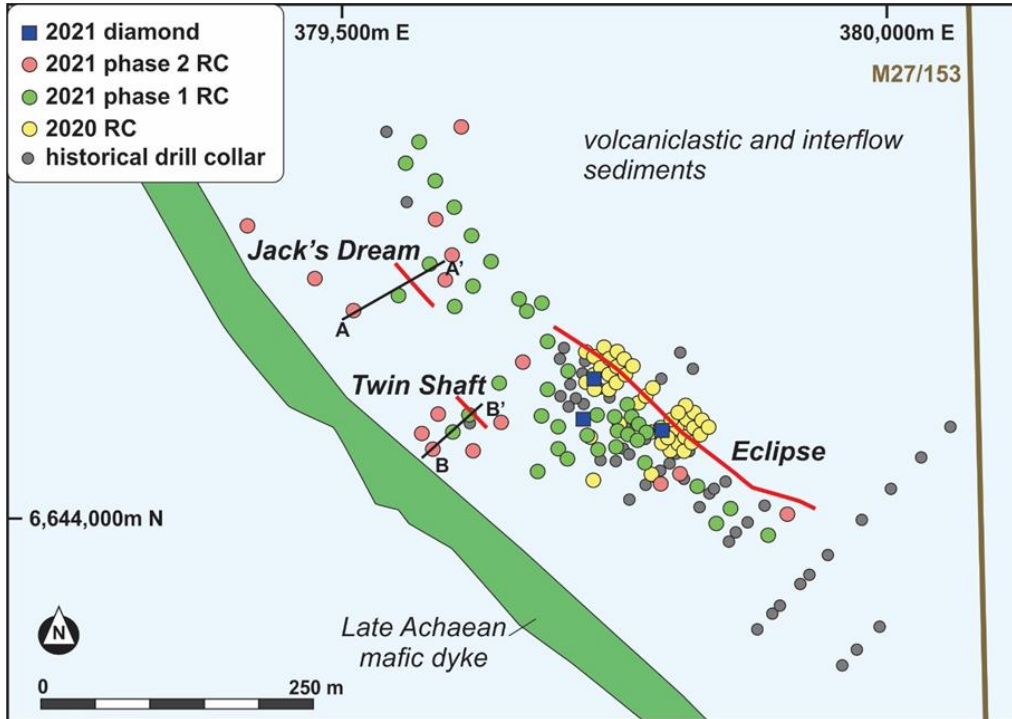 2021 diamond
2021 phase 2 RC
2021 phase 1 RC
2020 RC
historical drill collar
379,500m E
380,000m E
M27/153
volcaniclastic and interflow
sediments
Jack's Dream
A'
A
Twin Shaft
B'
B
Eclipse
6,644,000m N
Late Achaean
mafic dyke
N
0
250 m